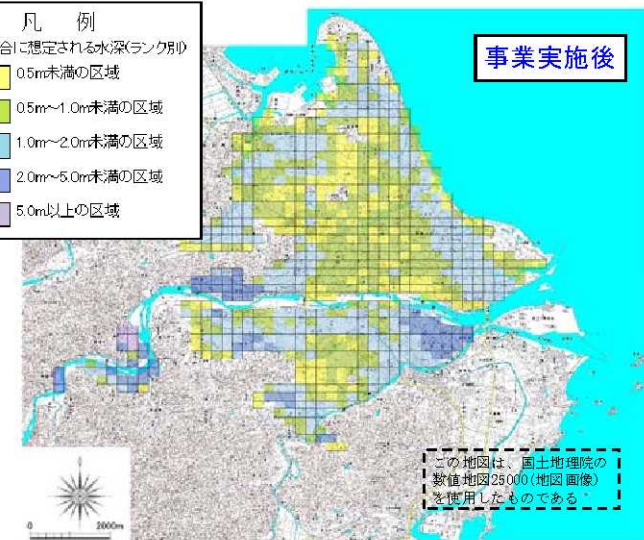 凡 例
合に想定される水深(ランク別)
0.5m未満の区域
0.5m~1.0m未満の区域
1.0m~2.0m未満の区域
2.0m~5.0m未満の区域
5.0m以上の区域
事業実施後
この地図は、国土地理院の
数値地図25000(地図画像)
を使用したものである
0 2000m